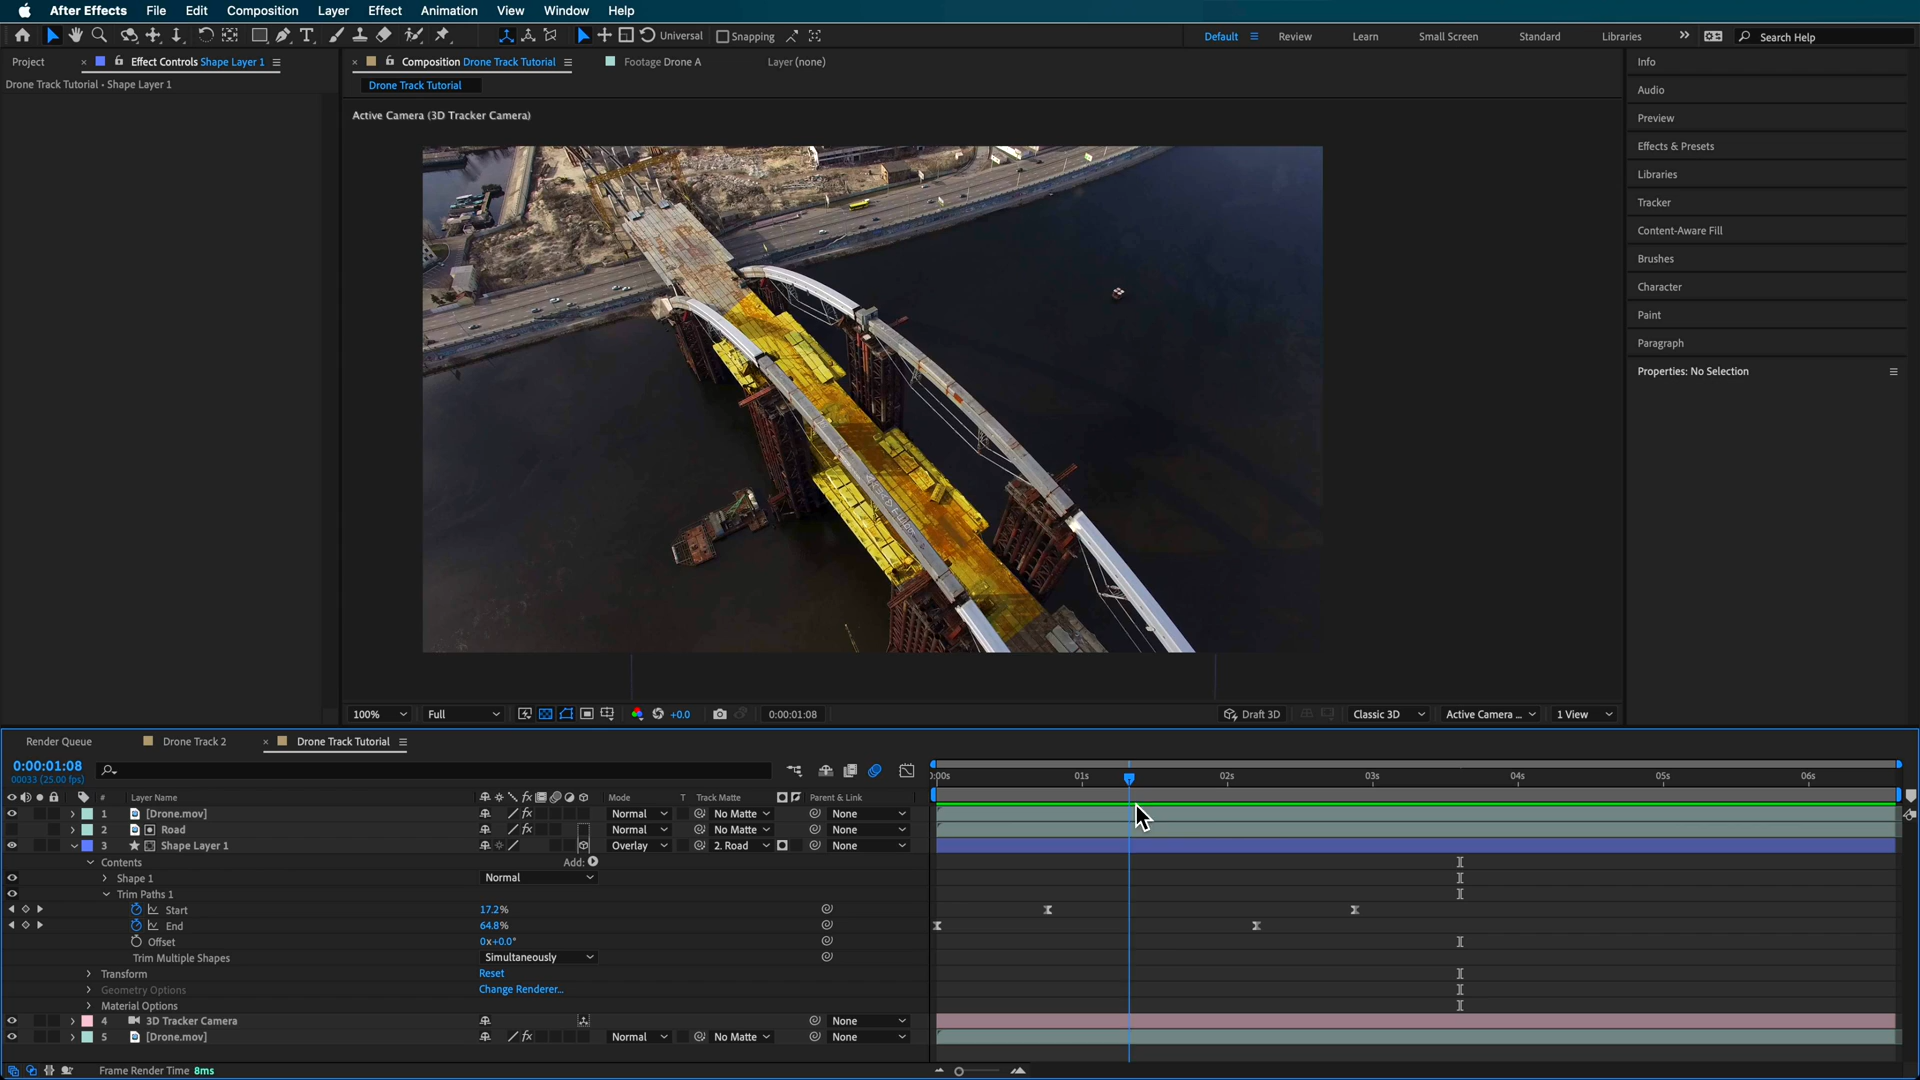 After Effects File Edit Composition Layer Effect Animation View Window Help
Universal Snapping Default Review Learn Small Screen Standard Libraries Search Help
Project Effect Controls Shape Layer 1 Composition Drone Track Tutorial Footage Drone A Layer (none) Info
Drone Track Tutorial • Shape Layer 1 Drone Track Tutorial
Active Camera (3D Tracker Camera)
Audio
Preview
Effects & Presets
Libraries
Tracker
Content-Aware Fill
Brushes
Character
Paint
Paragraph
Properties: No Selection
100% Full +0.0 0:00:01:08 Draft 3D Classic 3D Active Camera ... 1 View
Render Queue Drone Track 2 Drone Track Tutorial
0:00:01:08
00033 (25.00 fps) 0:00s 01s 02s 03s 04s 05s 06s
# Layer Name fx Mode T Track Matte Parent & Link
1 [Drone.mov] fx Normal No Matte None
2 Road fx Normal No Matte None
3 Shape Layer 1 Overlay 2. Road None
Contents Add:
Shape 1 Normal
Trim Paths 1
Start 17.2%
End 64.8%
Offset 0x+0.0°
Trim Multiple Shapes Simultaneously
Transform Reset
Geometry Options Change Renderer...
Material Options
4 3D Tracker Camera None
5 [Drone.mov] fx Normal No Matte None
Frame Render Time 8ms